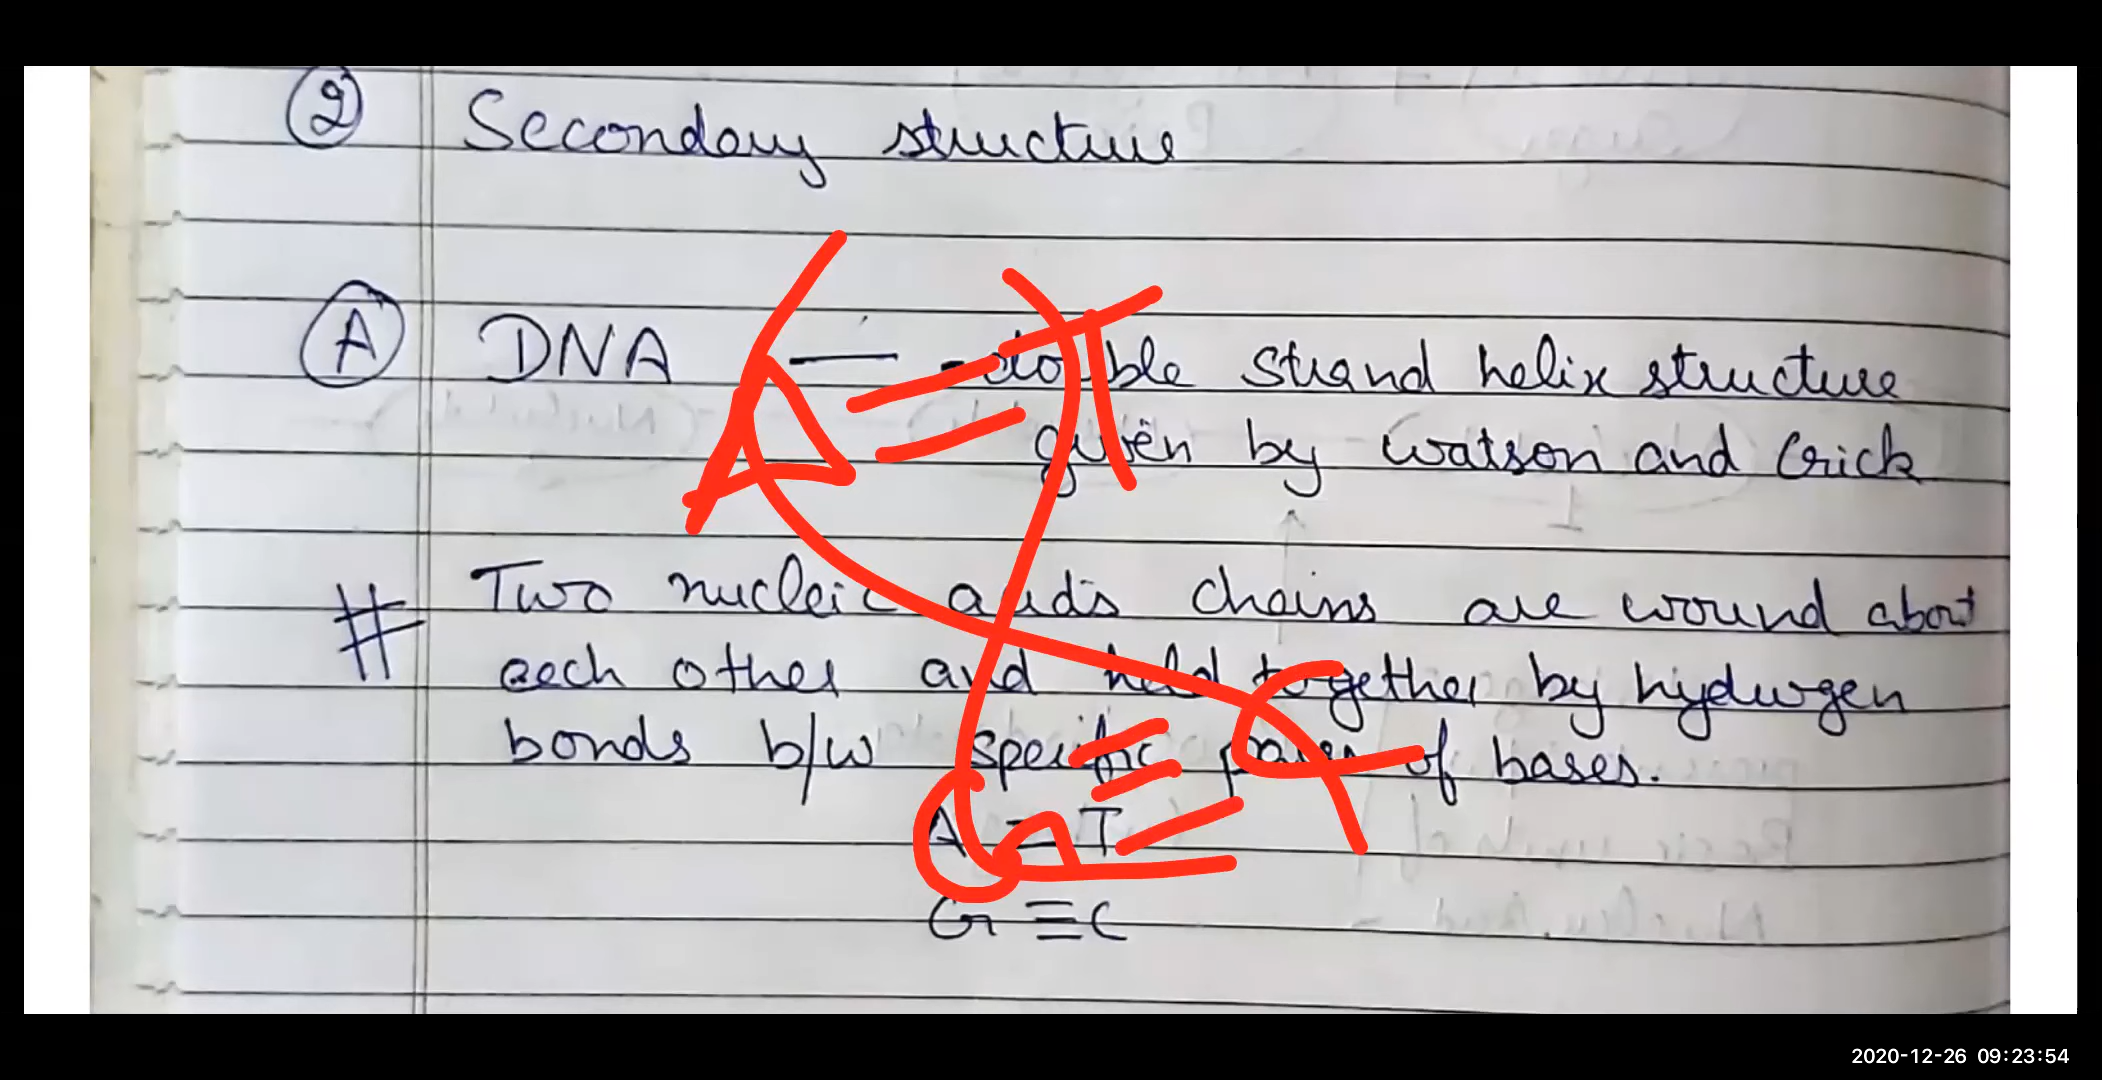 ② Secondary structure
Ⓐ DNA — double strand helix structure
given by Watson and Crick
# Two nucleic acids chains are wound about
each other and held together by hydrogen
bonds b/w specific pairs of bases.
A = T
G ≡ C
A = T
G ≡ C
2020-12-26 09:23:54